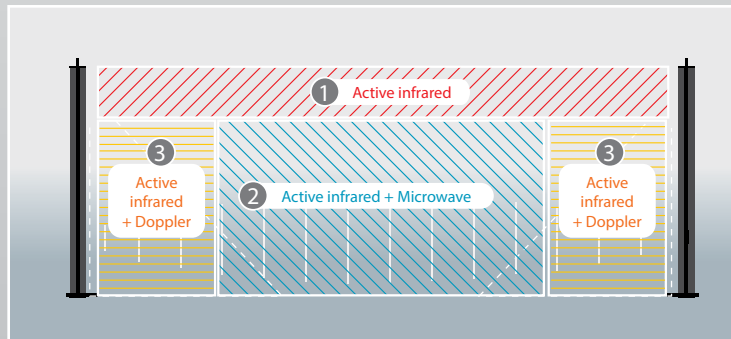 1 Active infrared
3
Active
infrared
+ Doppler
2 Active infrared + Microwave
3
Active
infrared
+ Doppler